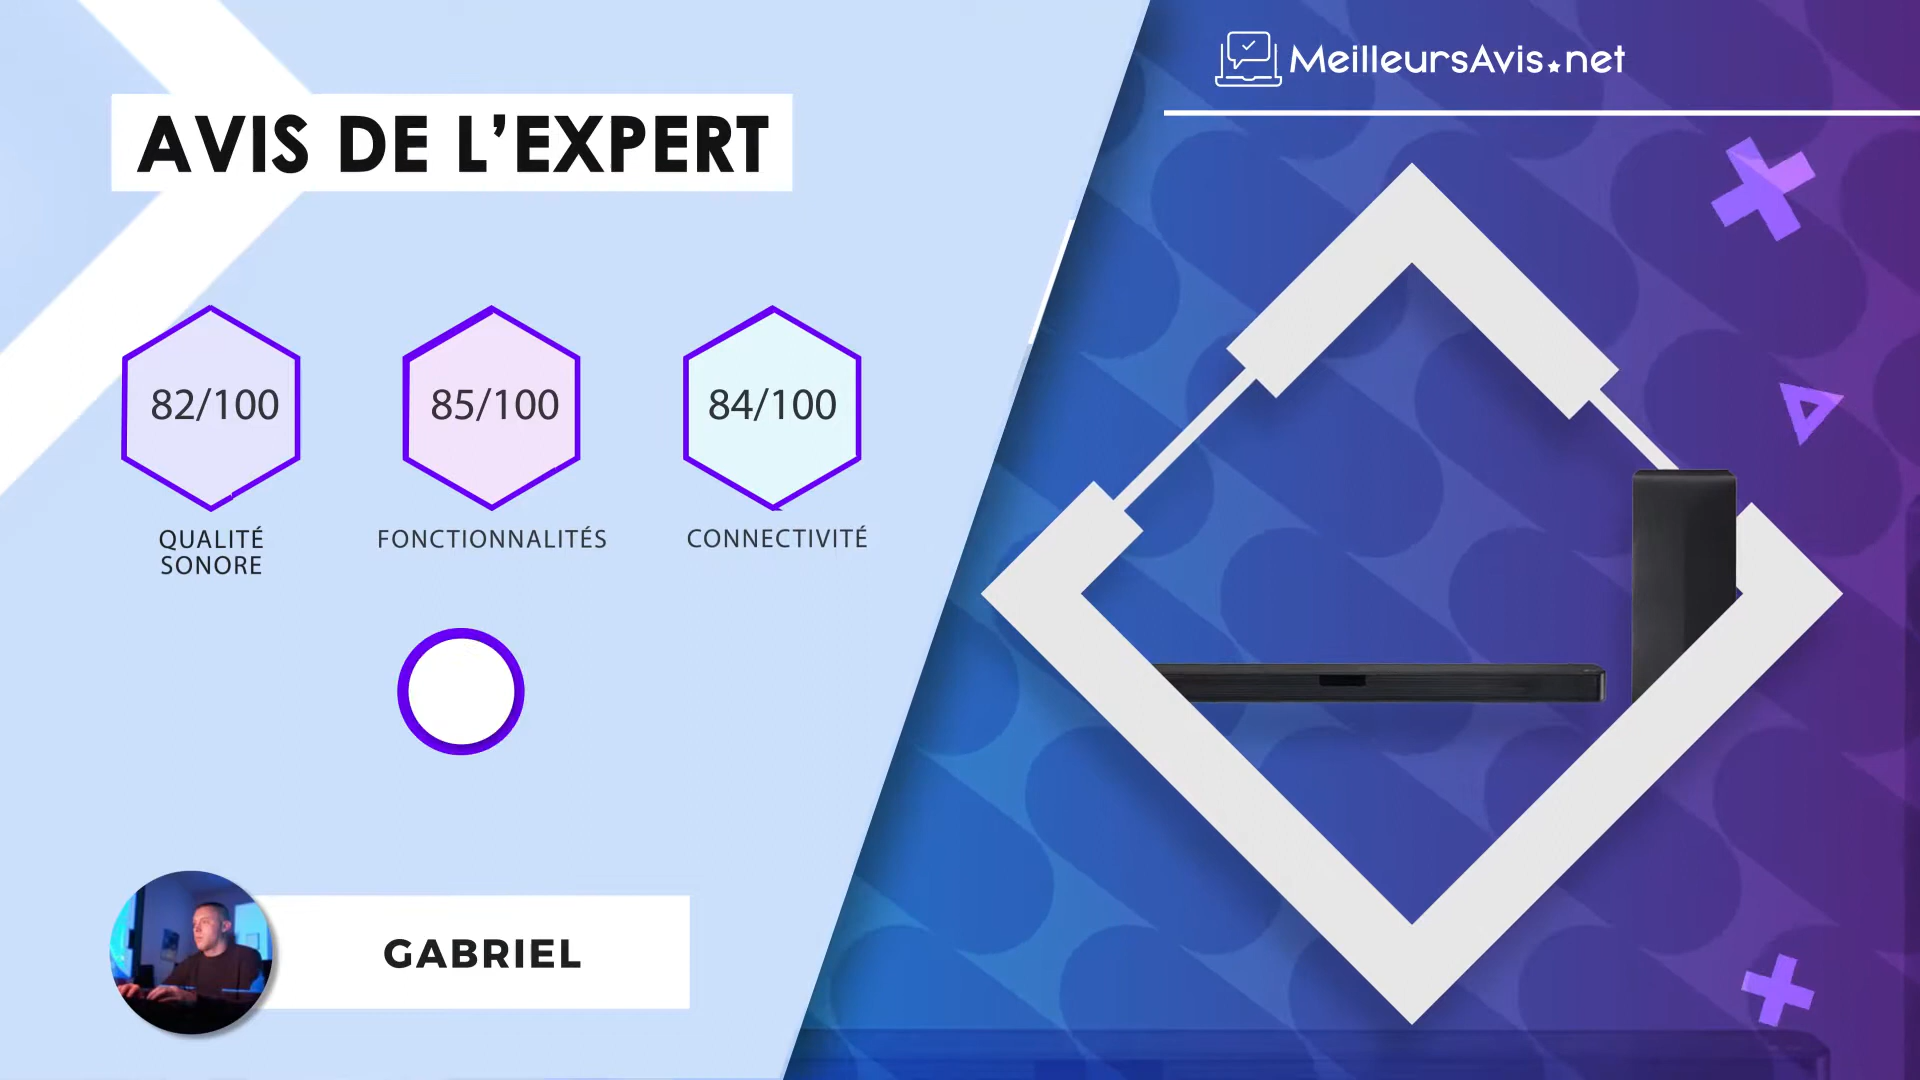 MeilleursAvis.net
AVIS DE L’EXPERT
82/100
85/100
84/100
QUALITÉ
SONORE
FONCTIONNALITÉS
CONNECTIVITÉ
GABRIEL